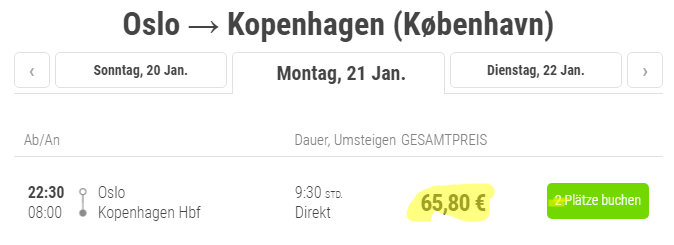 Oslo → Kopenhagen (København)
‹ Sonntag, 20 Jan. Montag, 21 Jan. Dienstag, 22 Jan. ›
Ab/An Dauer, Umsteigen GESAMTPREIS
22:30 Oslo 9:30 STD. 65,80 € 2 Plätze buchen
08:00 Kopenhagen Hbf Direkt